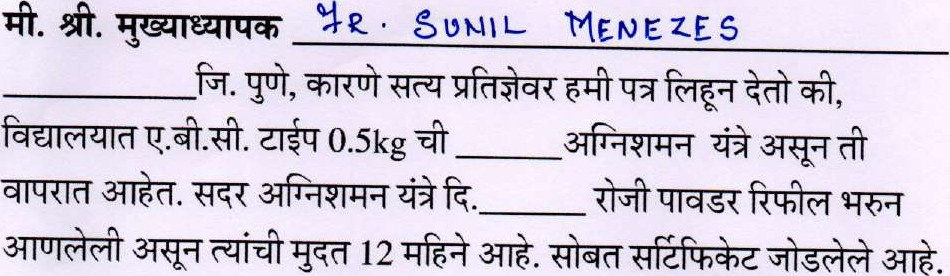 मी. श्री. मुख्याध्यापक Fr. SUNIL MENEZES
__________ जि. पुणे, कारणे सत्य प्रतिज्ञेवर हमी पत्र लिहून देतो की,
विद्यालयात ए.बी.सी. टाईप 0.5kg ची ______ अग्निशमन यंत्रे असून ती
वापरात आहेत. सदर अग्निशमन यंत्रे दि.______ रोजी पावडर रिफील भरुन
आणलेली असून त्यांची मुदत 12 महिने आहे. सोबत सर्टिफिकेट जोडलेले आहे.